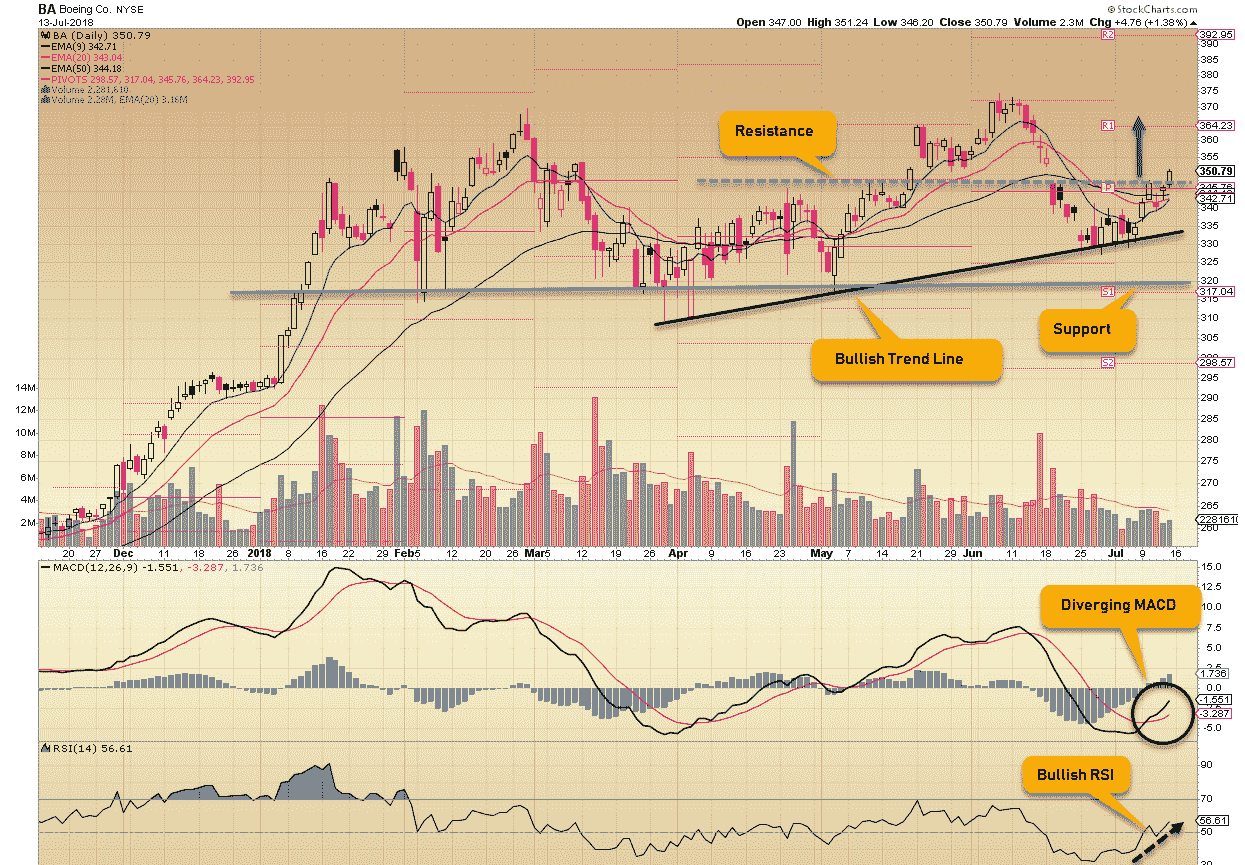 BA Boeing Co. NYSE © StockCharts.com
13-Jul-2018 Open 347.00 High 351.24 Low 346.20 Close 350.79 Volume 2.3M Chg +4.76 (+1.38%)
BA (Daily) 350.79
EMA(9) 342.71
EMA(20) 343.04
EMA(50) 344.18
PIVOTS 298.57, 317.04, 345.76, 364.23, 392.95
Volume 2,281,610
Volume 2.28M, EMA(20) 3.16M
R2 392.95
390
385
380
375
370
R1 364.23
360
355
350.79
P 345.76
342.71
340
335
330
325
320
S1 317.04
315
310
305
S2 298.57
295
290
285
280
275
270
265
2281610
260
Resistance
Support
Bullish Trend Line
14M
12M
10M
8M
6M
4M
2M
20 27 Dec 11 18 26 2018 8 16 22 29 Feb 5 12 20 26 Mar 5 12 19 26 Apr 9 16 23 May 7 14 21 Jun 11 18 25 Jul 9 16
MACD(12,26,9) -1.551, -3.287, 1.736
15.0
12.5
10.0
7.5
5.0
2.5
1.736
0.0
-1.551
-3.287
-5.0
Diverging MACD
RSI(14) 56.61
90
70
56.61
50
30
Bullish RSI